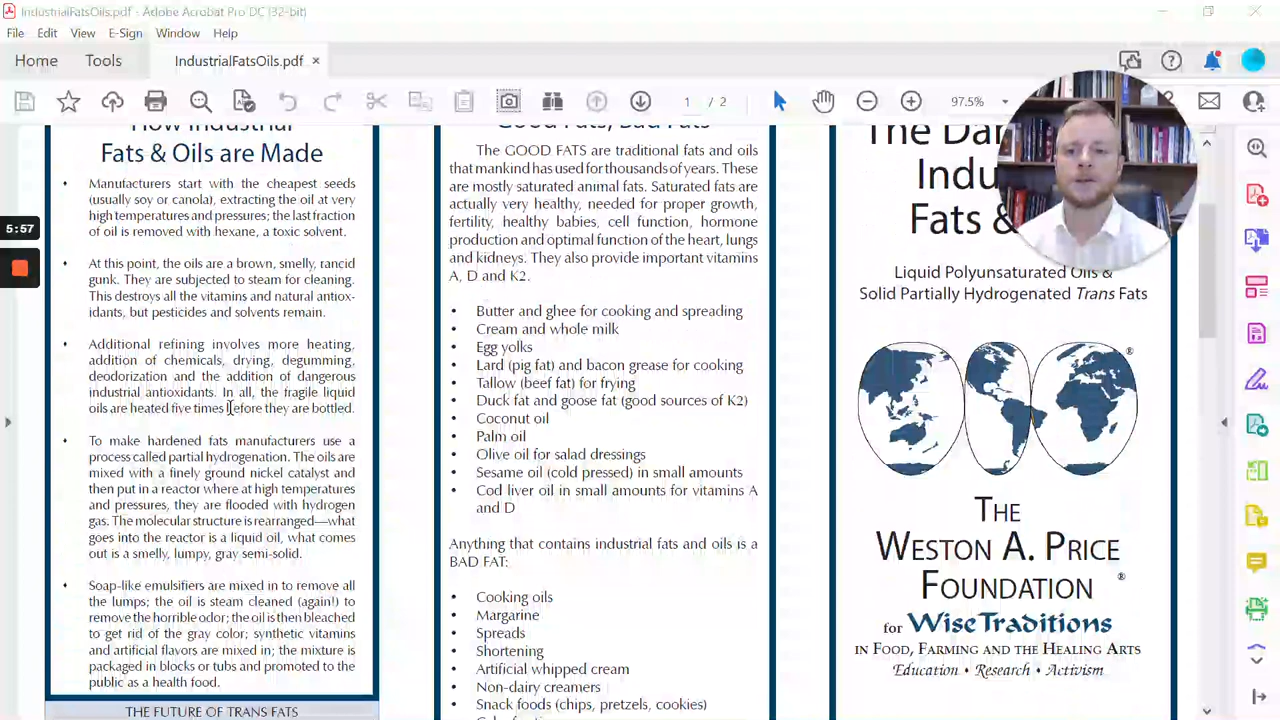 IndustrialFatsOils.pdf - Adobe Acrobat Pro DC (32-bit)
File Edit View E-Sign Window Help
Home Tools IndustrialFatsOils.pdf ×
1 / 2 97.5%
5:57
How Industrial
Fats & Oils are Made
• Manufacturers start with the cheapest seeds
(usually soy or canola), extracting the oil at very
high temperatures and pressures; the last fraction
of oil is removed with hexane, a toxic solvent.
• At this point, the oils are a brown, smelly, rancid
gunk. They are subjected to steam for cleaning.
This destroys all the vitamins and natural antiox-
idants, but pesticides and solvents remain.
• Additional refining involves more heating,
addition of chemicals, drying, degumming,
deodorization and the addition of dangerous
industrial antioxidants. In all, the fragile liquid
oils are heated five times before they are bottled.
• To make hardened fats manufacturers use a
process called partial hydrogenation. The oils are
mixed with a finely ground nickel catalyst and
then put in a reactor where at high temperatures
and pressures, they are flooded with hydrogen
gas. The molecular structure is rearranged—what
goes into the reactor is a liquid oil, what comes
out is a smelly, lumpy, gray semi-solid.
• Soap-like emulsifiers are mixed in to remove all
the lumps; the oil is steam cleaned (again!) to
remove the horrible odor; the oil is then bleached
to get rid of the gray color; synthetic vitamins
and artificial flavors are mixed in; the mixture is
packaged in blocks or tubs and promoted to the
public as a health food.
THE FUTURE OF TRANS FATS
Good Fats, Bad Fats
The GOOD FATS are traditional fats and oils
that mankind has used for thousands of years. These
are mostly saturated animal fats. Saturated fats are
actually very healthy, needed for proper growth,
fertility, healthy babies, cell function, hormone
production and optimal function of the heart, lungs
and kidneys. They also provide important vitamins
A, D and K2.
• Butter and ghee for cooking and spreading
• Cream and whole milk
• Egg yolks
• Lard (pig fat) and bacon grease for cooking
• Tallow (beef fat) for frying
• Duck fat and goose fat (good sources of K2)
• Coconut oil
• Palm oil
• Olive oil for salad dressings
• Sesame oil (cold pressed) in small amounts
• Cod liver oil in small amounts for vitamins A
and D
Anything that contains industrial fats and oils is a
BAD FAT:
• Cooking oils
• Margarine
• Spreads
• Shortening
• Artificial whipped cream
• Non-dairy creamers
• Snack foods (chips, pretzels, cookies)
The Dan
Indu
Fats &
Liquid Polyunsaturated Oils &
Solid Partially Hydrogenated Trans Fats
®
THE
WESTON A. PRICE
FOUNDATION ®
for WiseTraditions
IN FOOD, FARMING AND THE HEALING ARTS
Education • Research • Activism